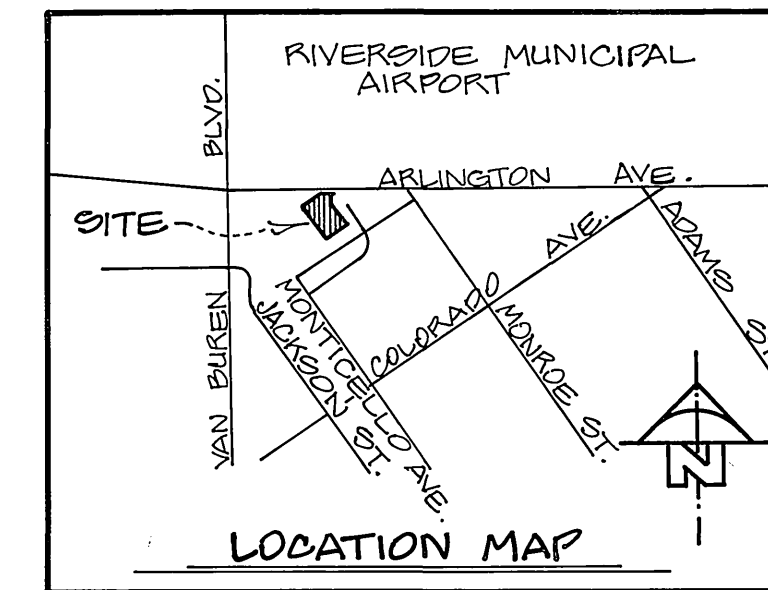 RIVERSIDE MUNICIPAL
AIRPORT
BLVD.
ARLINGTON AVE.
SITE
ADAMS ST.
COLORADO AVE.
MONTICELLO AVE.
JACKSON ST.
MONROE ST.
VAN BUREN
N
LOCATION MAP